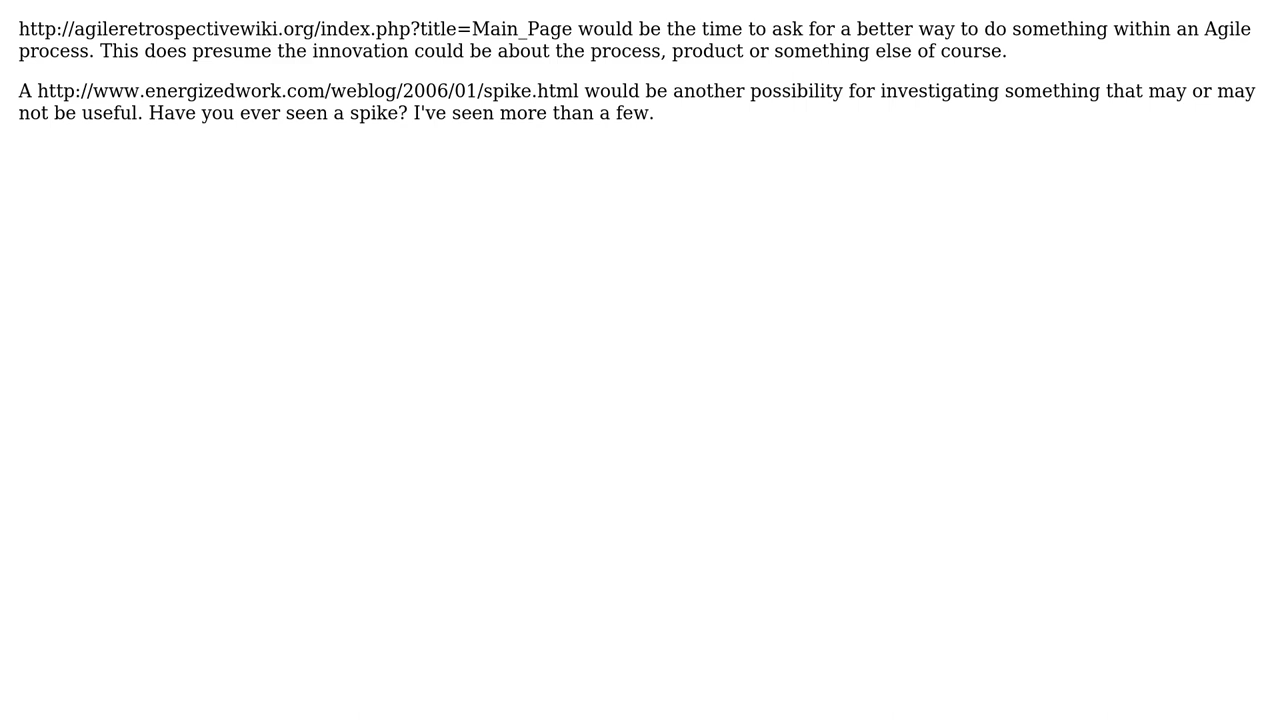 http://agileretrospectivewiki.org/index.php?title=Main_Page would be the time to ask for a better way to do something within an Agile
process. This does presume the innovation could be about the process, product or something else of course.
A http://www.energizedwork.com/weblog/2006/01/spike.html would be another possibility for investigating something that may or may
not be useful. Have you ever seen a spike? I've seen more than a few.